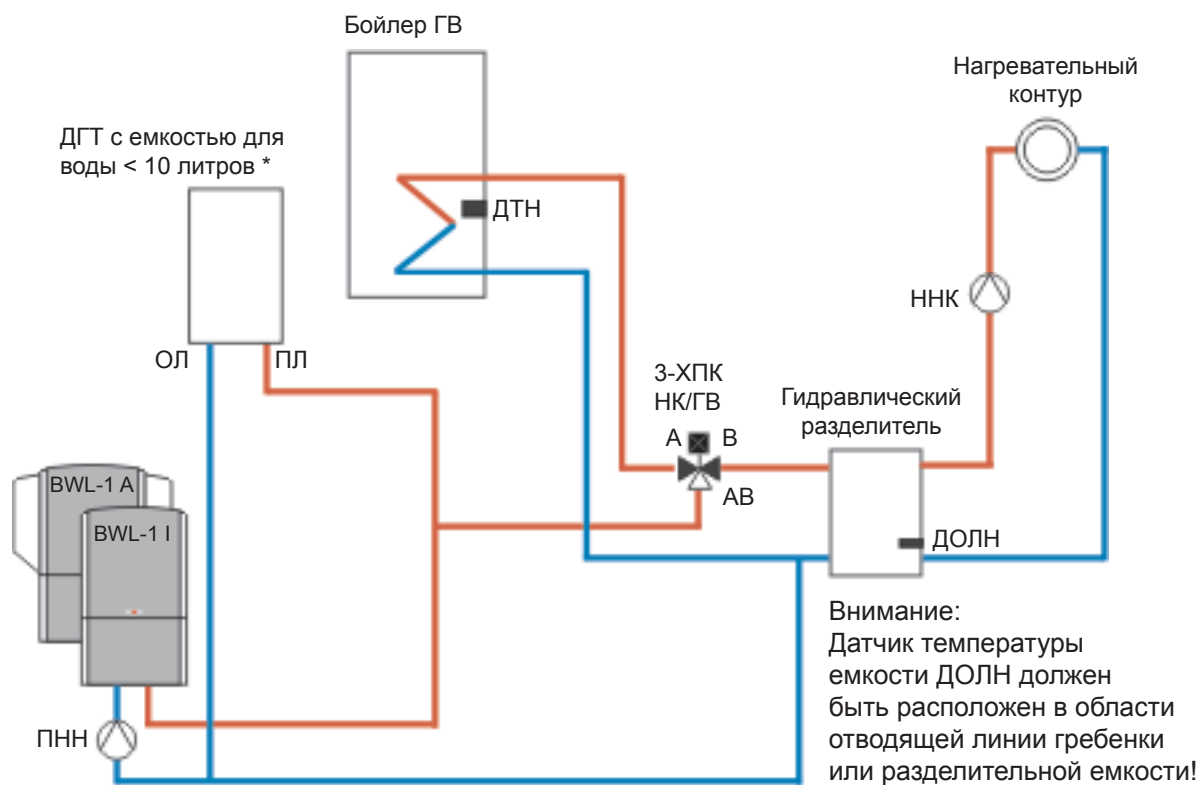 Бойлер ГВ
Нагревательный
контур
ДГТ с емкостью для
воды < 10 литров *
ДТН
ННК
ОЛ
ПЛ
3-ХПК
НК/ГВ
Гидравлический
разделитель
А
В
АВ
BWL-1 A
BWL-1 I
ДОЛН
ПНН
Внимание:
Датчик температуры
емкости ДОЛН должен
быть расположен в области
отводящей линии гребенки
или разделительной емкости!